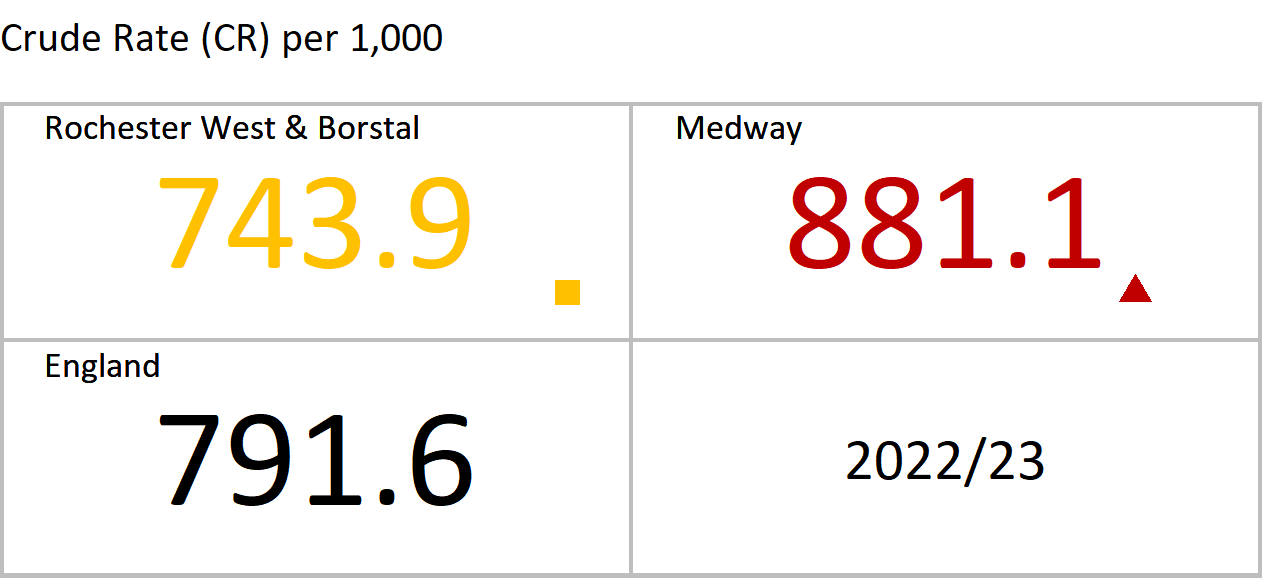 Crude Rate (CR) per 1,000
Rochester West & Borstal
743.9
Medway
881.1
England
791.6
2022/23